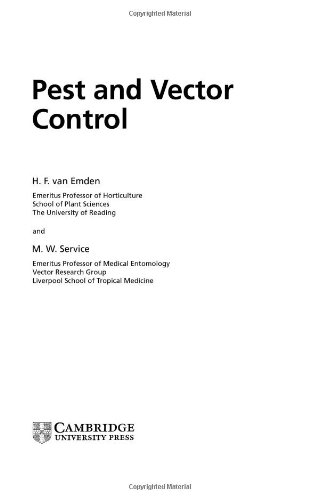 Copyrighted material
Pest and Vector
Control
H. F. van Emden
Emeritus Professor of Horticulture
School of Plant Sciences
The University of Reading
and
M. W. Service
Emeritus Professor of Medical Entomology
Vector Research Group
Liverpool School of Tropical Medicine
CAMBRIDGE
UNIVERSITY PRESS
Copyrighted material